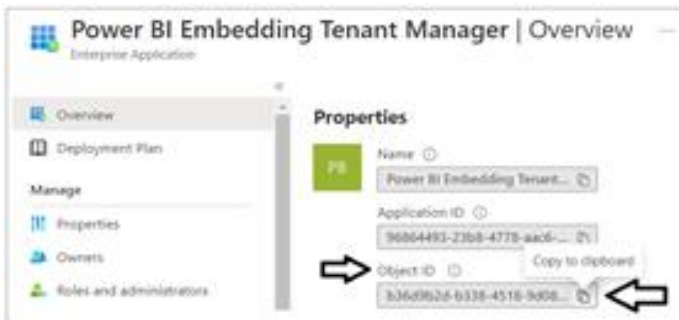 Power BI Embedding Tenant Manager | Overview
Enterprise Application
Overview
Deployment Plan
Manage
Properties
Owners
Roles and administrators
Properties
PB
Name
Power BI Embedding Tenant...
Application ID
96864493-23b8-4778-aac6-...
Copy to clipboard
Object ID
b36d9b2d-b338-4518-9d08...